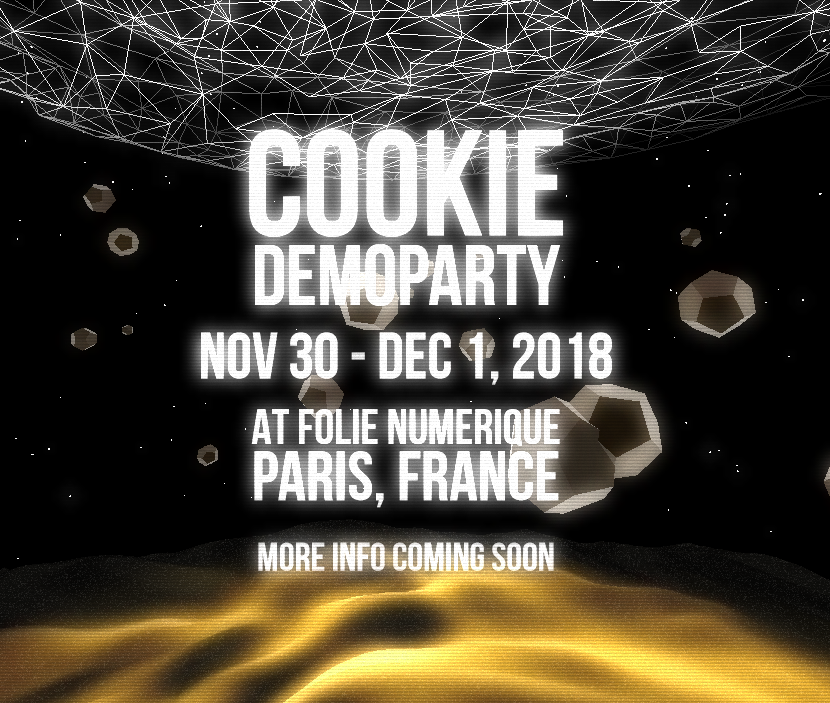 COOKIE
DEMOPARTY
NOV 30 - DEC 1, 2018
AT FOLIE NUMERIQUE
PARIS, FRANCE
MORE INFO COMING SOON